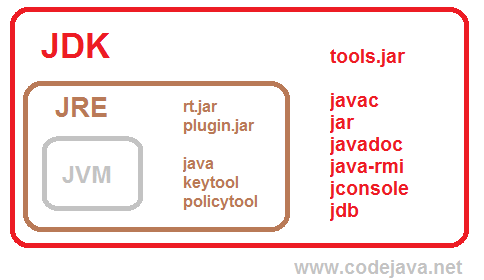 JDK
tools.jar
javac
jar
javadoc
java-rmi
jconsole
jdb
JRE
rt.jar
plugin.jar
java
keytool
policytool
JVM
www.codejava.net